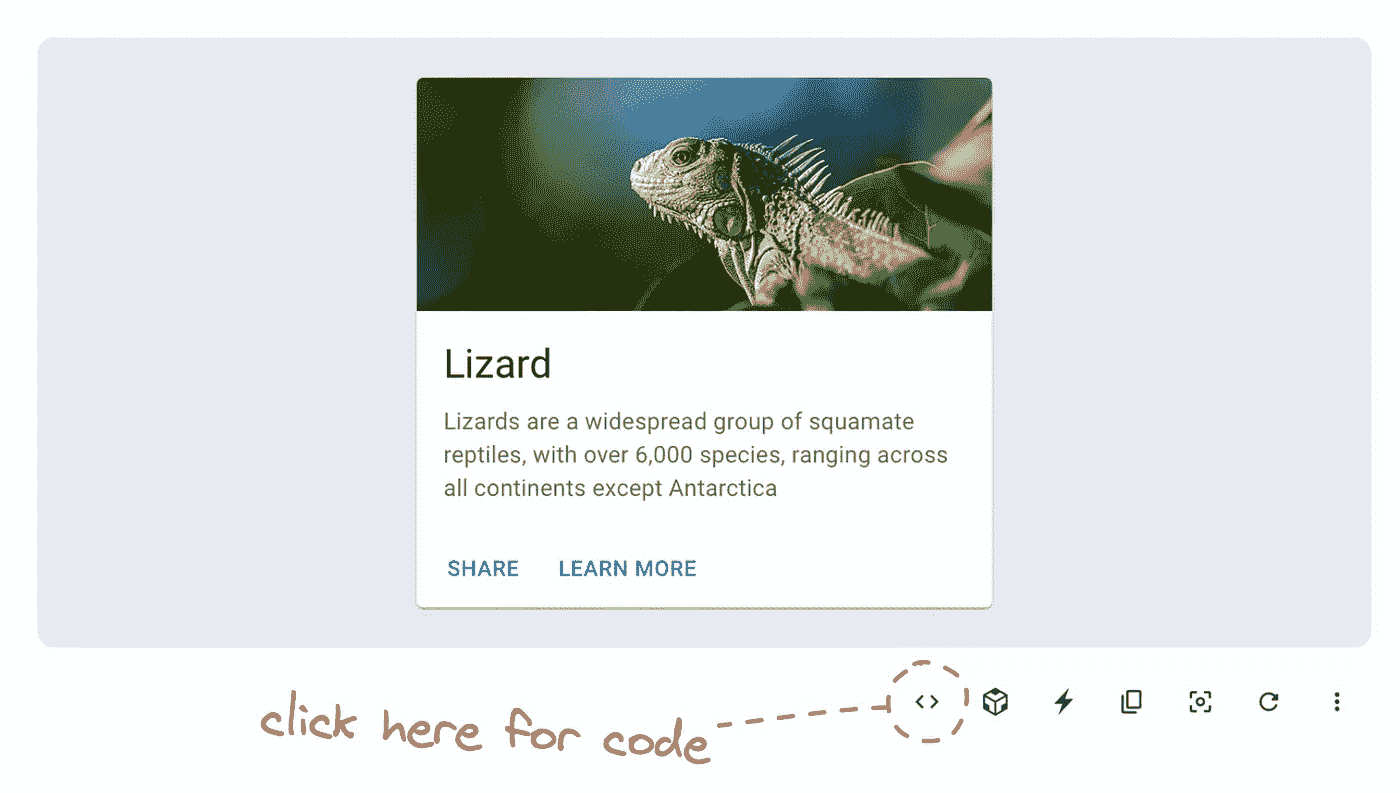 Lizard
Lizards are a widespread group of squamate
reptiles, with over 6,000 species, ranging across
all continents except Antarctica
SHARE LEARN MORE
click here for code